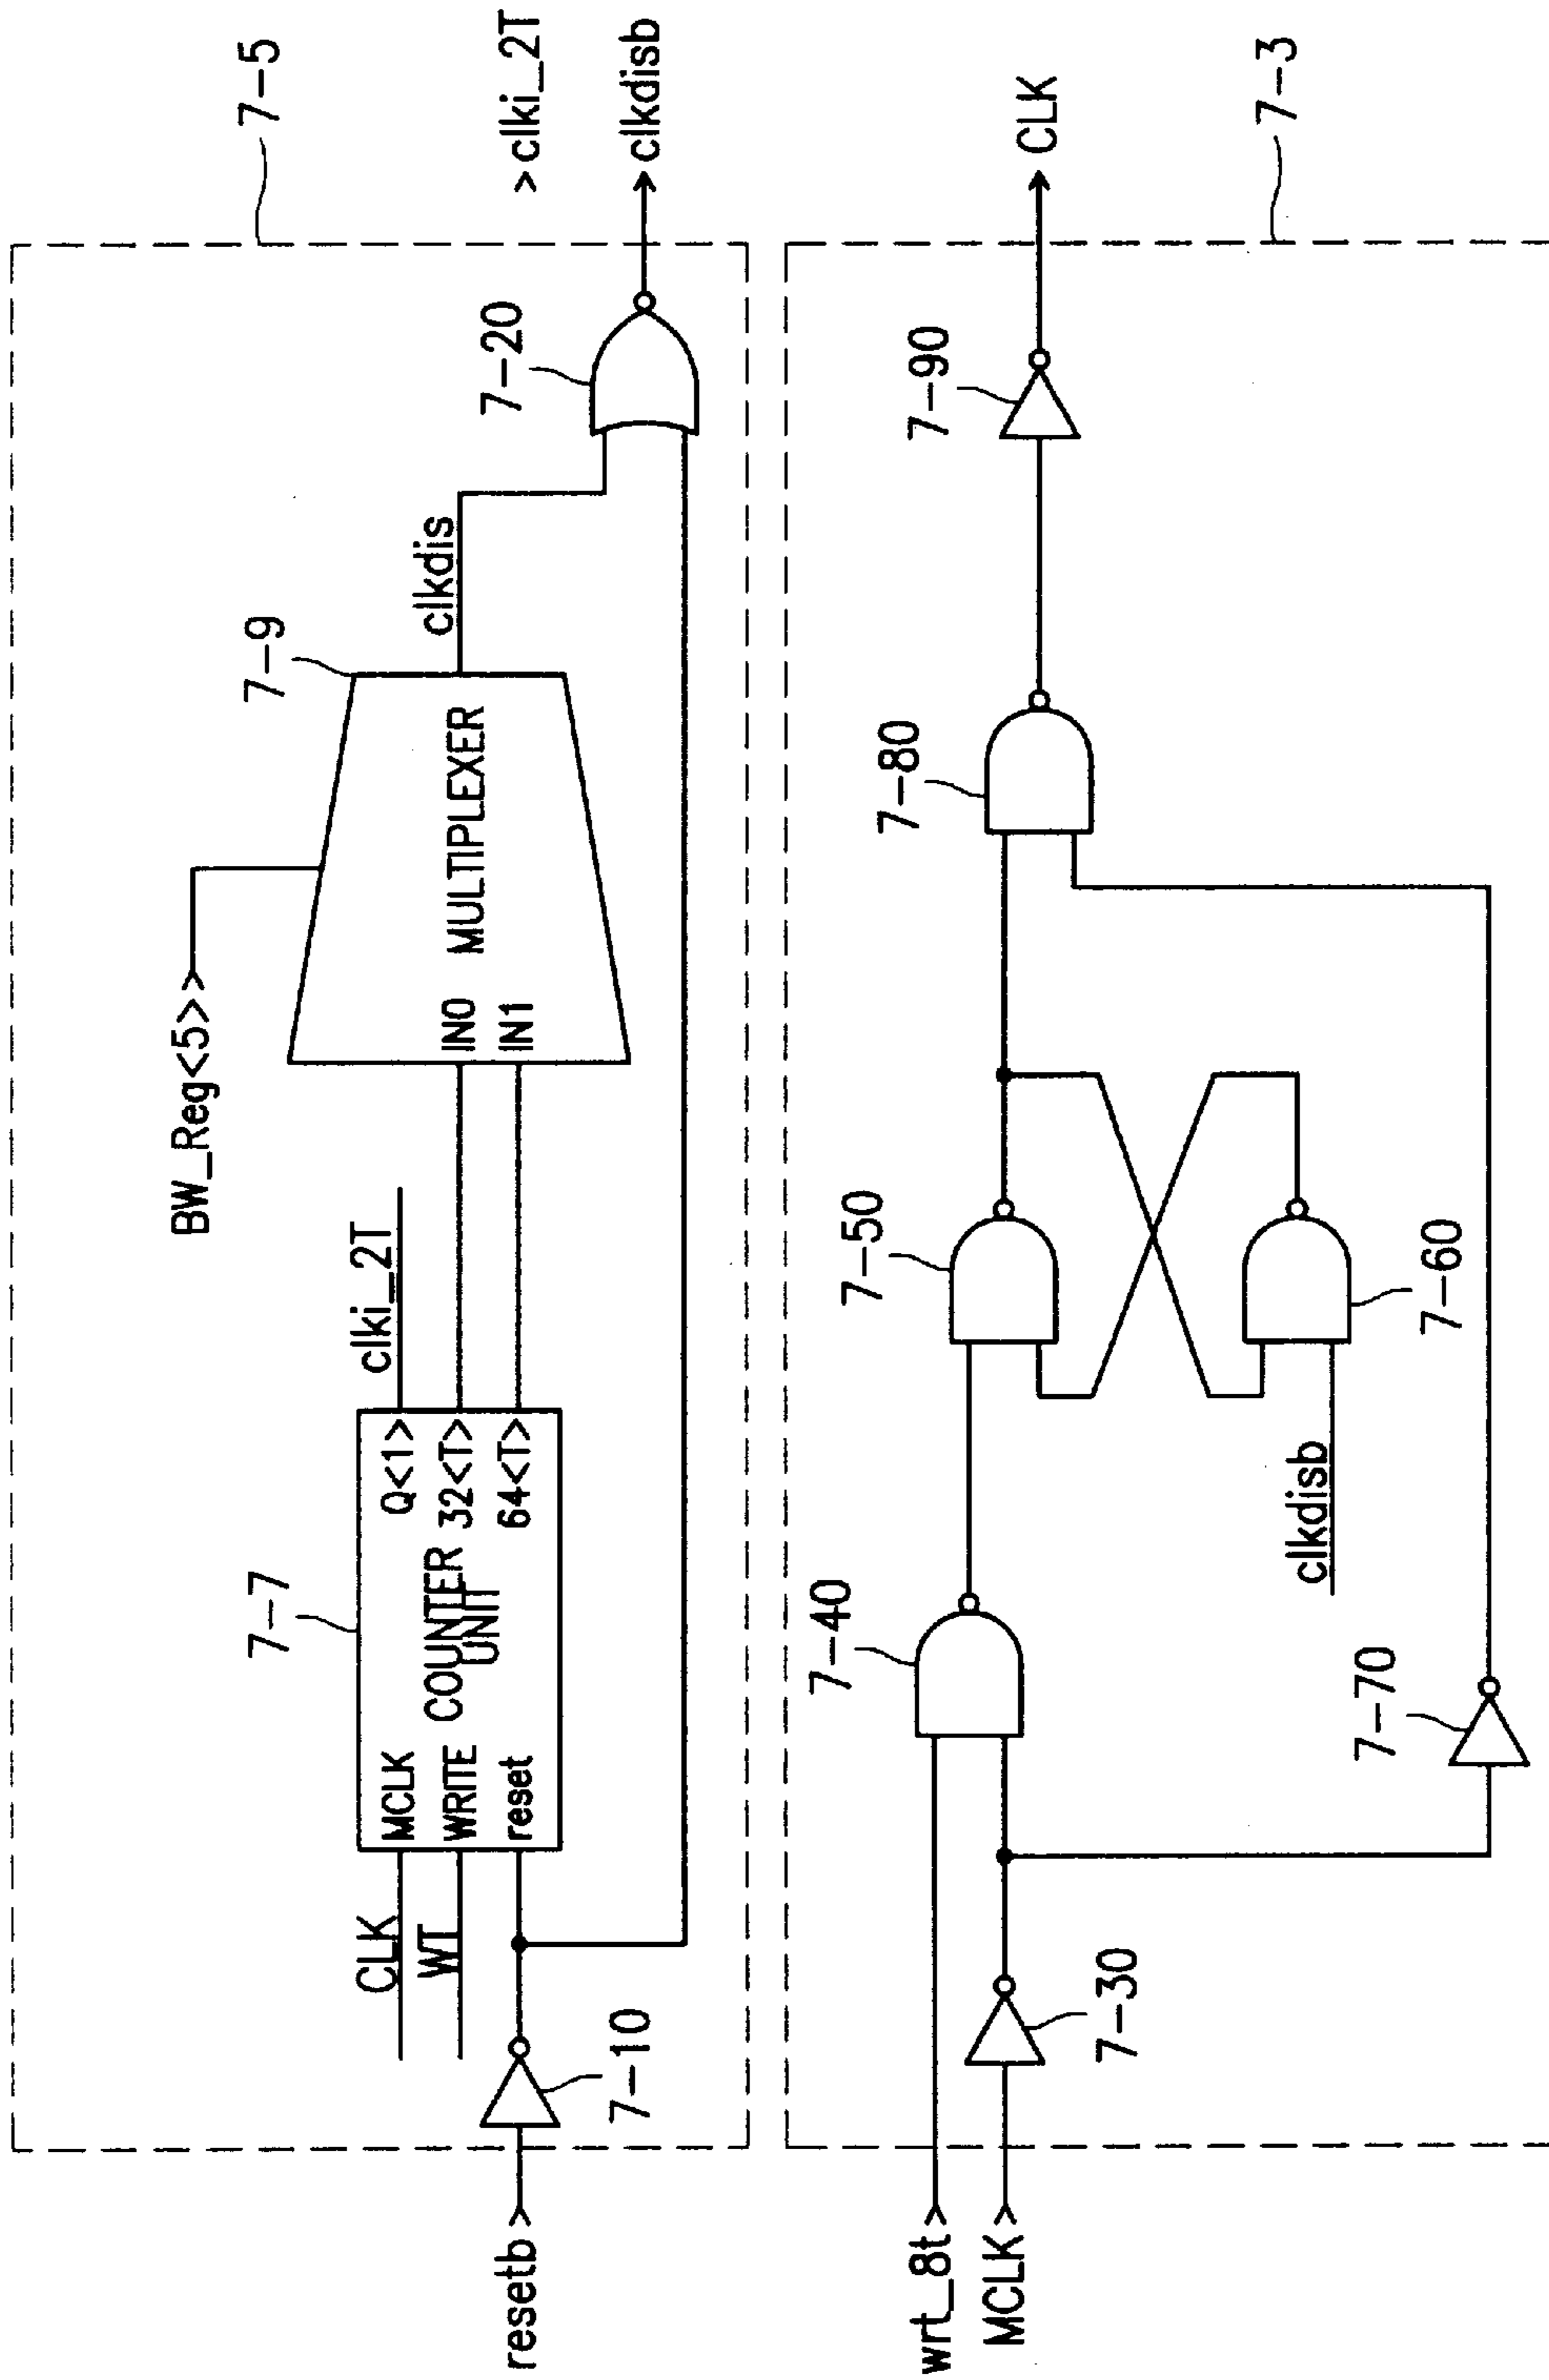 7-5
BW_Reg<5>
7-7
clki_2T
7-9
CLK
MCLK
Q<1>
clkdis
WT
WRITE
COUNTER
UNIT
32<T>
IN0
MULTIPLEXER
reset
64<T>
IN1
7-20
>clki_2T
resetb
7-10
clkdisb
7-40
7-50
7-80
7-90
wrt_8t
MCLK
CLK
7-30
clkdisb
7-70
7-60
7-3